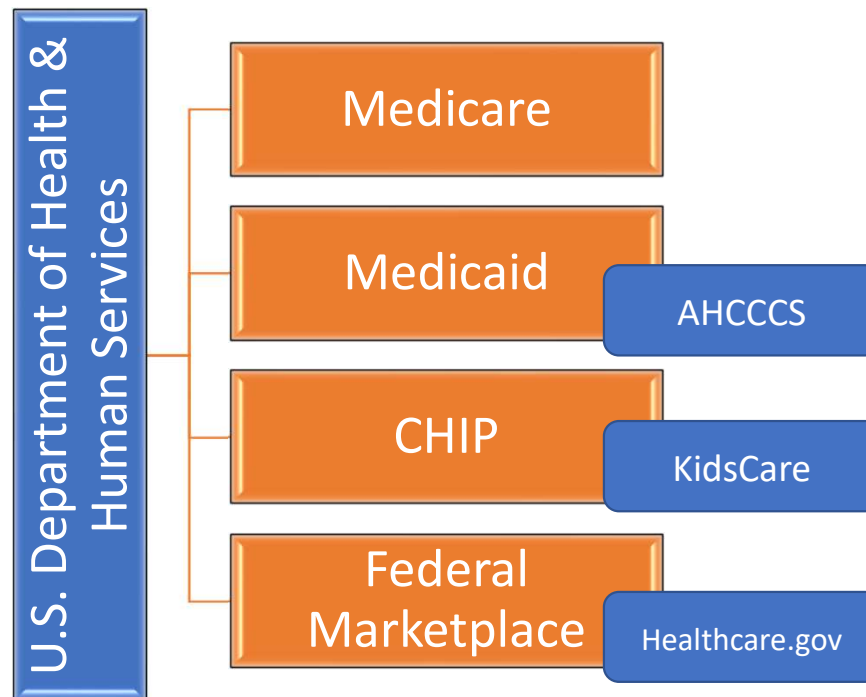 U.S. Department of Health &
Human Services
Medicare
Medicaid
AHCCCS
CHIP
KidsCare
Federal
Marketplace
Healthcare.gov